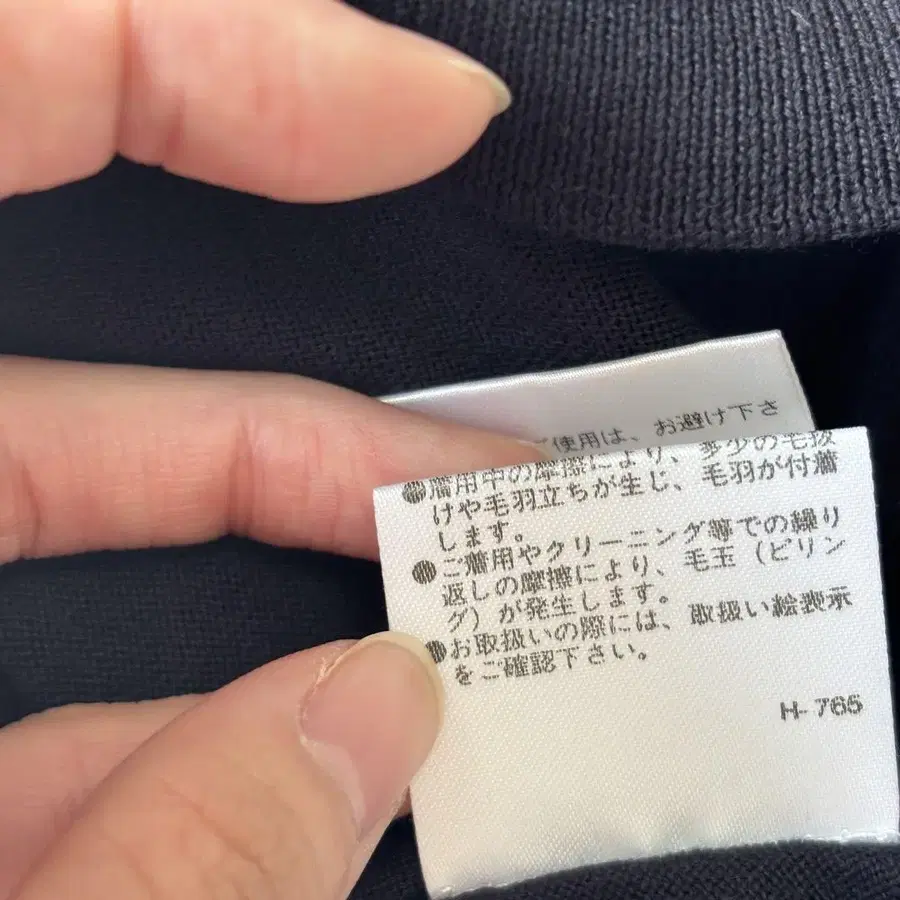 ご使用は、お避け下さ
●着用中の摩擦により、多少の毛抜
けや毛羽立ちが生じ、毛羽が付着
します。
●ご着用やクリーニング等での繰り
返しの摩擦により、毛玉（ピリン
グ）が発生します。
●お取扱いの際には、取扱い絵表示
をご確認下さい。
H-765